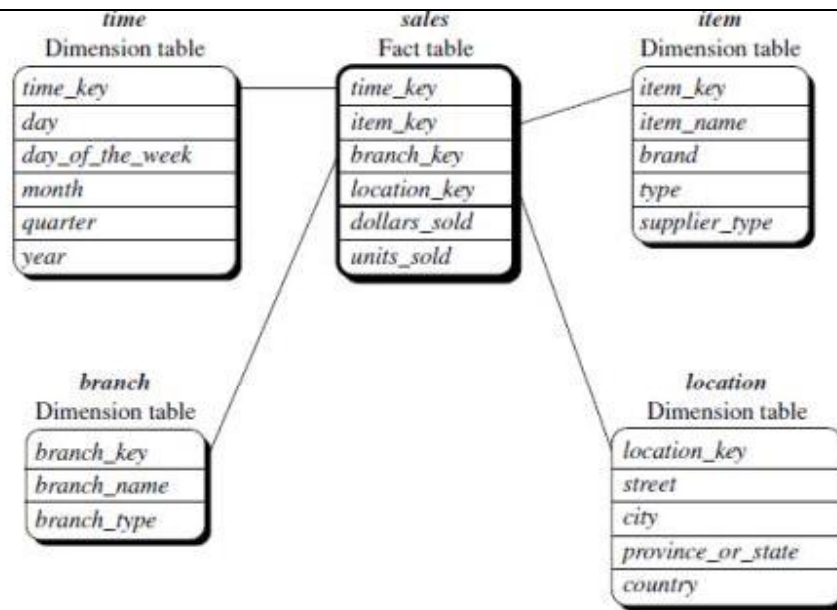 time
Dimension table
time_key
day
day_of_the_week
month
quarter
year
sales
Fact table
time_key
item_key
branch_key
location_key
dollars_sold
units_sold
item
Dimension table
item_key
item_name
brand
type
supplier_type
branch
Dimension table
branch_key
branch_name
branch_type
location
Dimension table
location_key
street
city
province_or_state
country